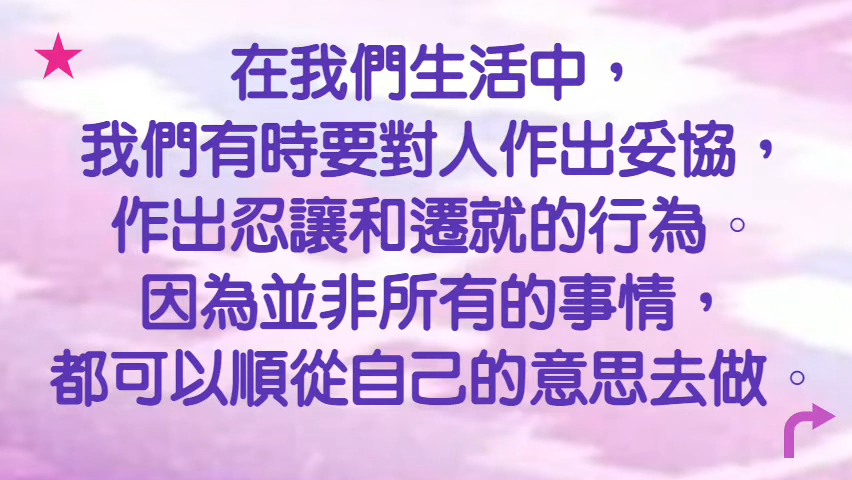 在我們生活中，
我們有時要對人作出妥協，
作出忍讓和遷就的行為。
因為並非所有的事情，
都可以順從自己的意思去做。